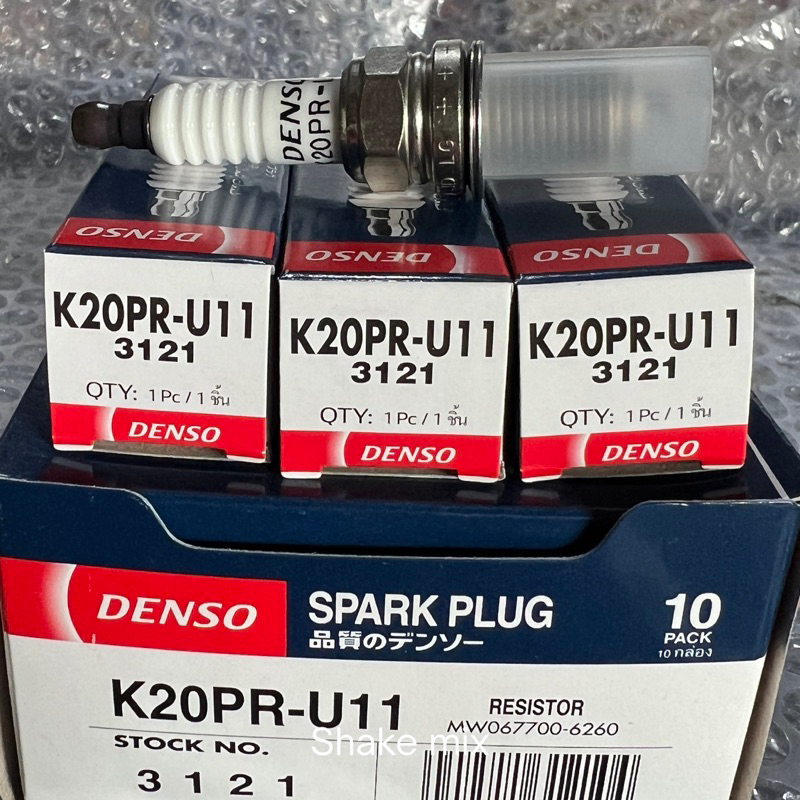 DENSO
K20PR-U
DENSO
DENSO
DENSO
K20PR-U11
3121
QTY: 1Pc / 1 ชิ้น
DENSO
K20PR-U11
3121
QTY: 1Pc / 1 ชิ้น
DENSO
K20PR-U11
3121
QTY: 1Pc / 1 ชิ้น
DENSO
DENSO
SPARK PLUG
品質のデンソー
10
PACK
10 กล่อง
K20PR-U11
RESISTOR
MW067700-6260
STOCK NO.
3121
Shake mix